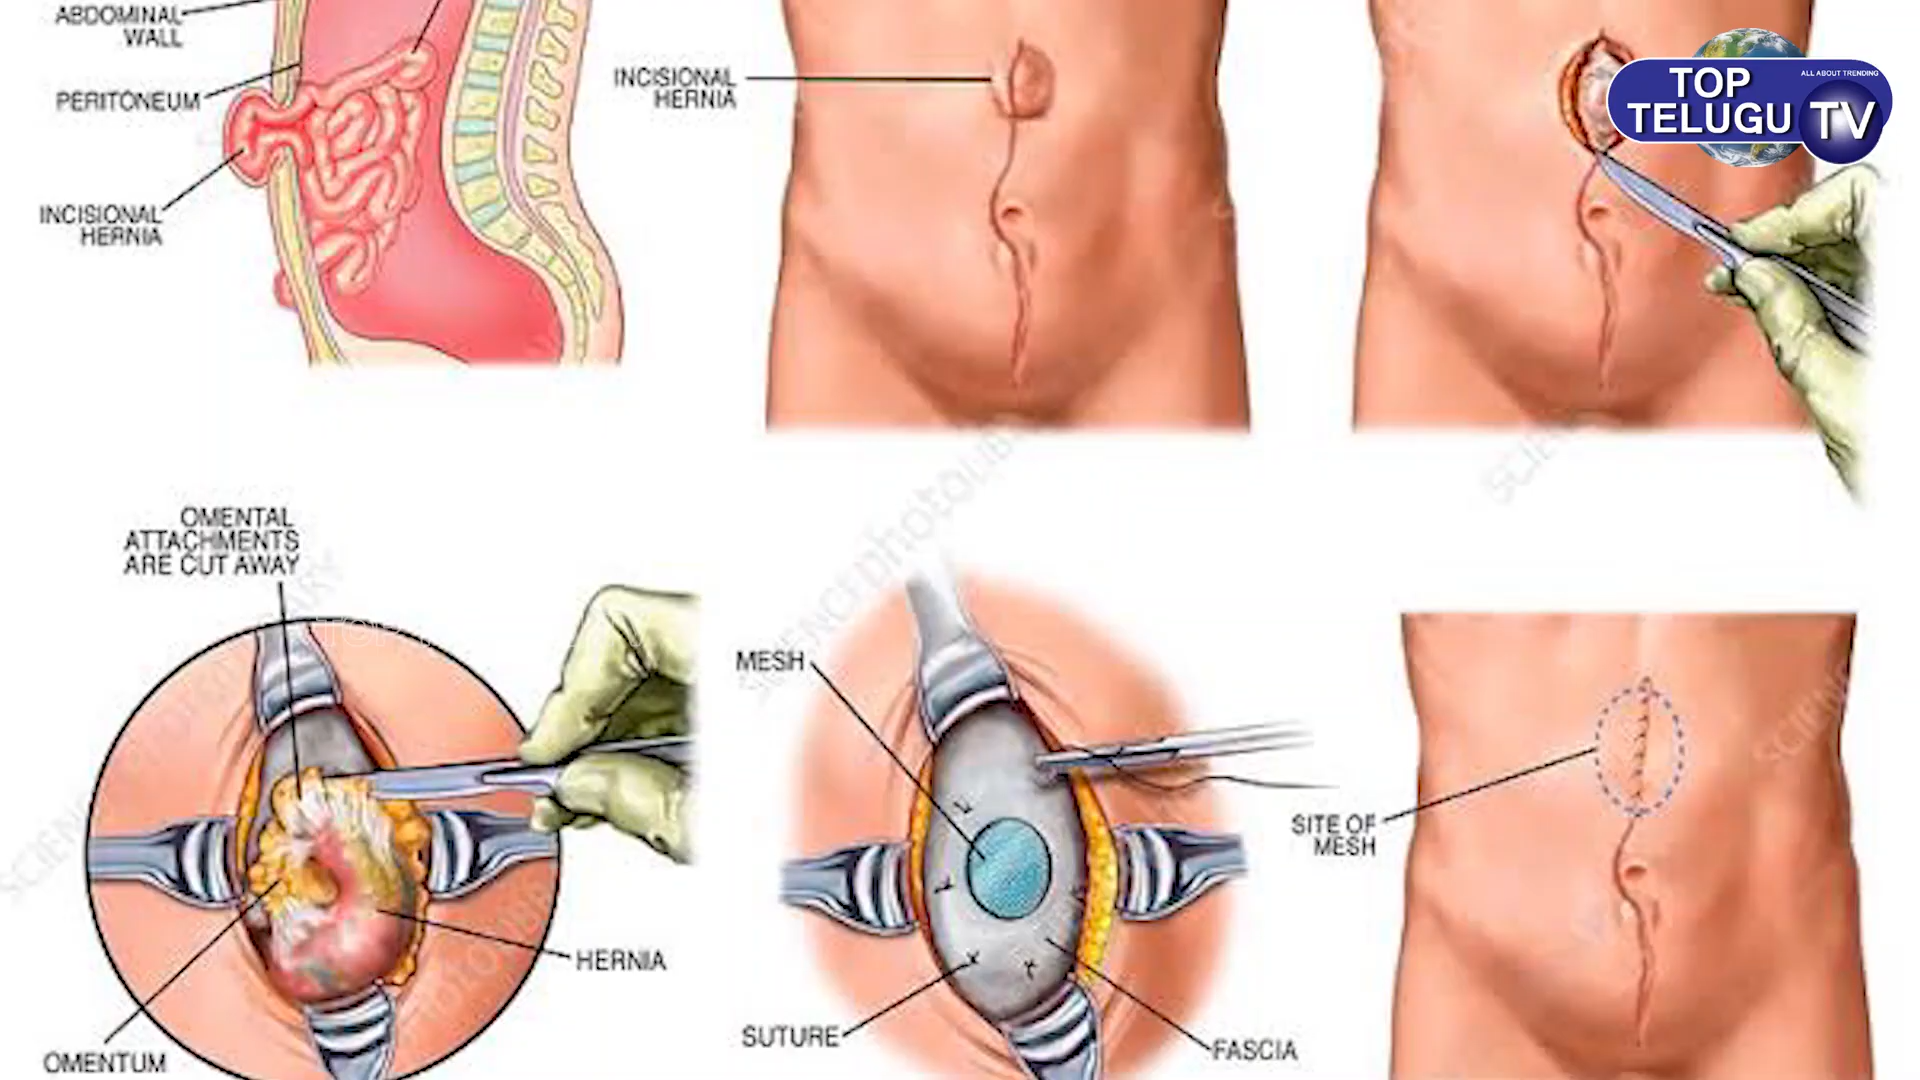 ABDOMINAL
WALL
PERITONEUM
INCISIONAL
HERNIA
INCISIONAL
HERNIA
TOP
TELUGU TV
ALL ABOUT TRENDING
OMENTAL
ATTACHMENTS
ARE CUT AWAY
HERNIA
OMENTUM
MESH
SUTURE
FASCIA
SITE OF
MESH
SCIENCEphotoLIBRARY